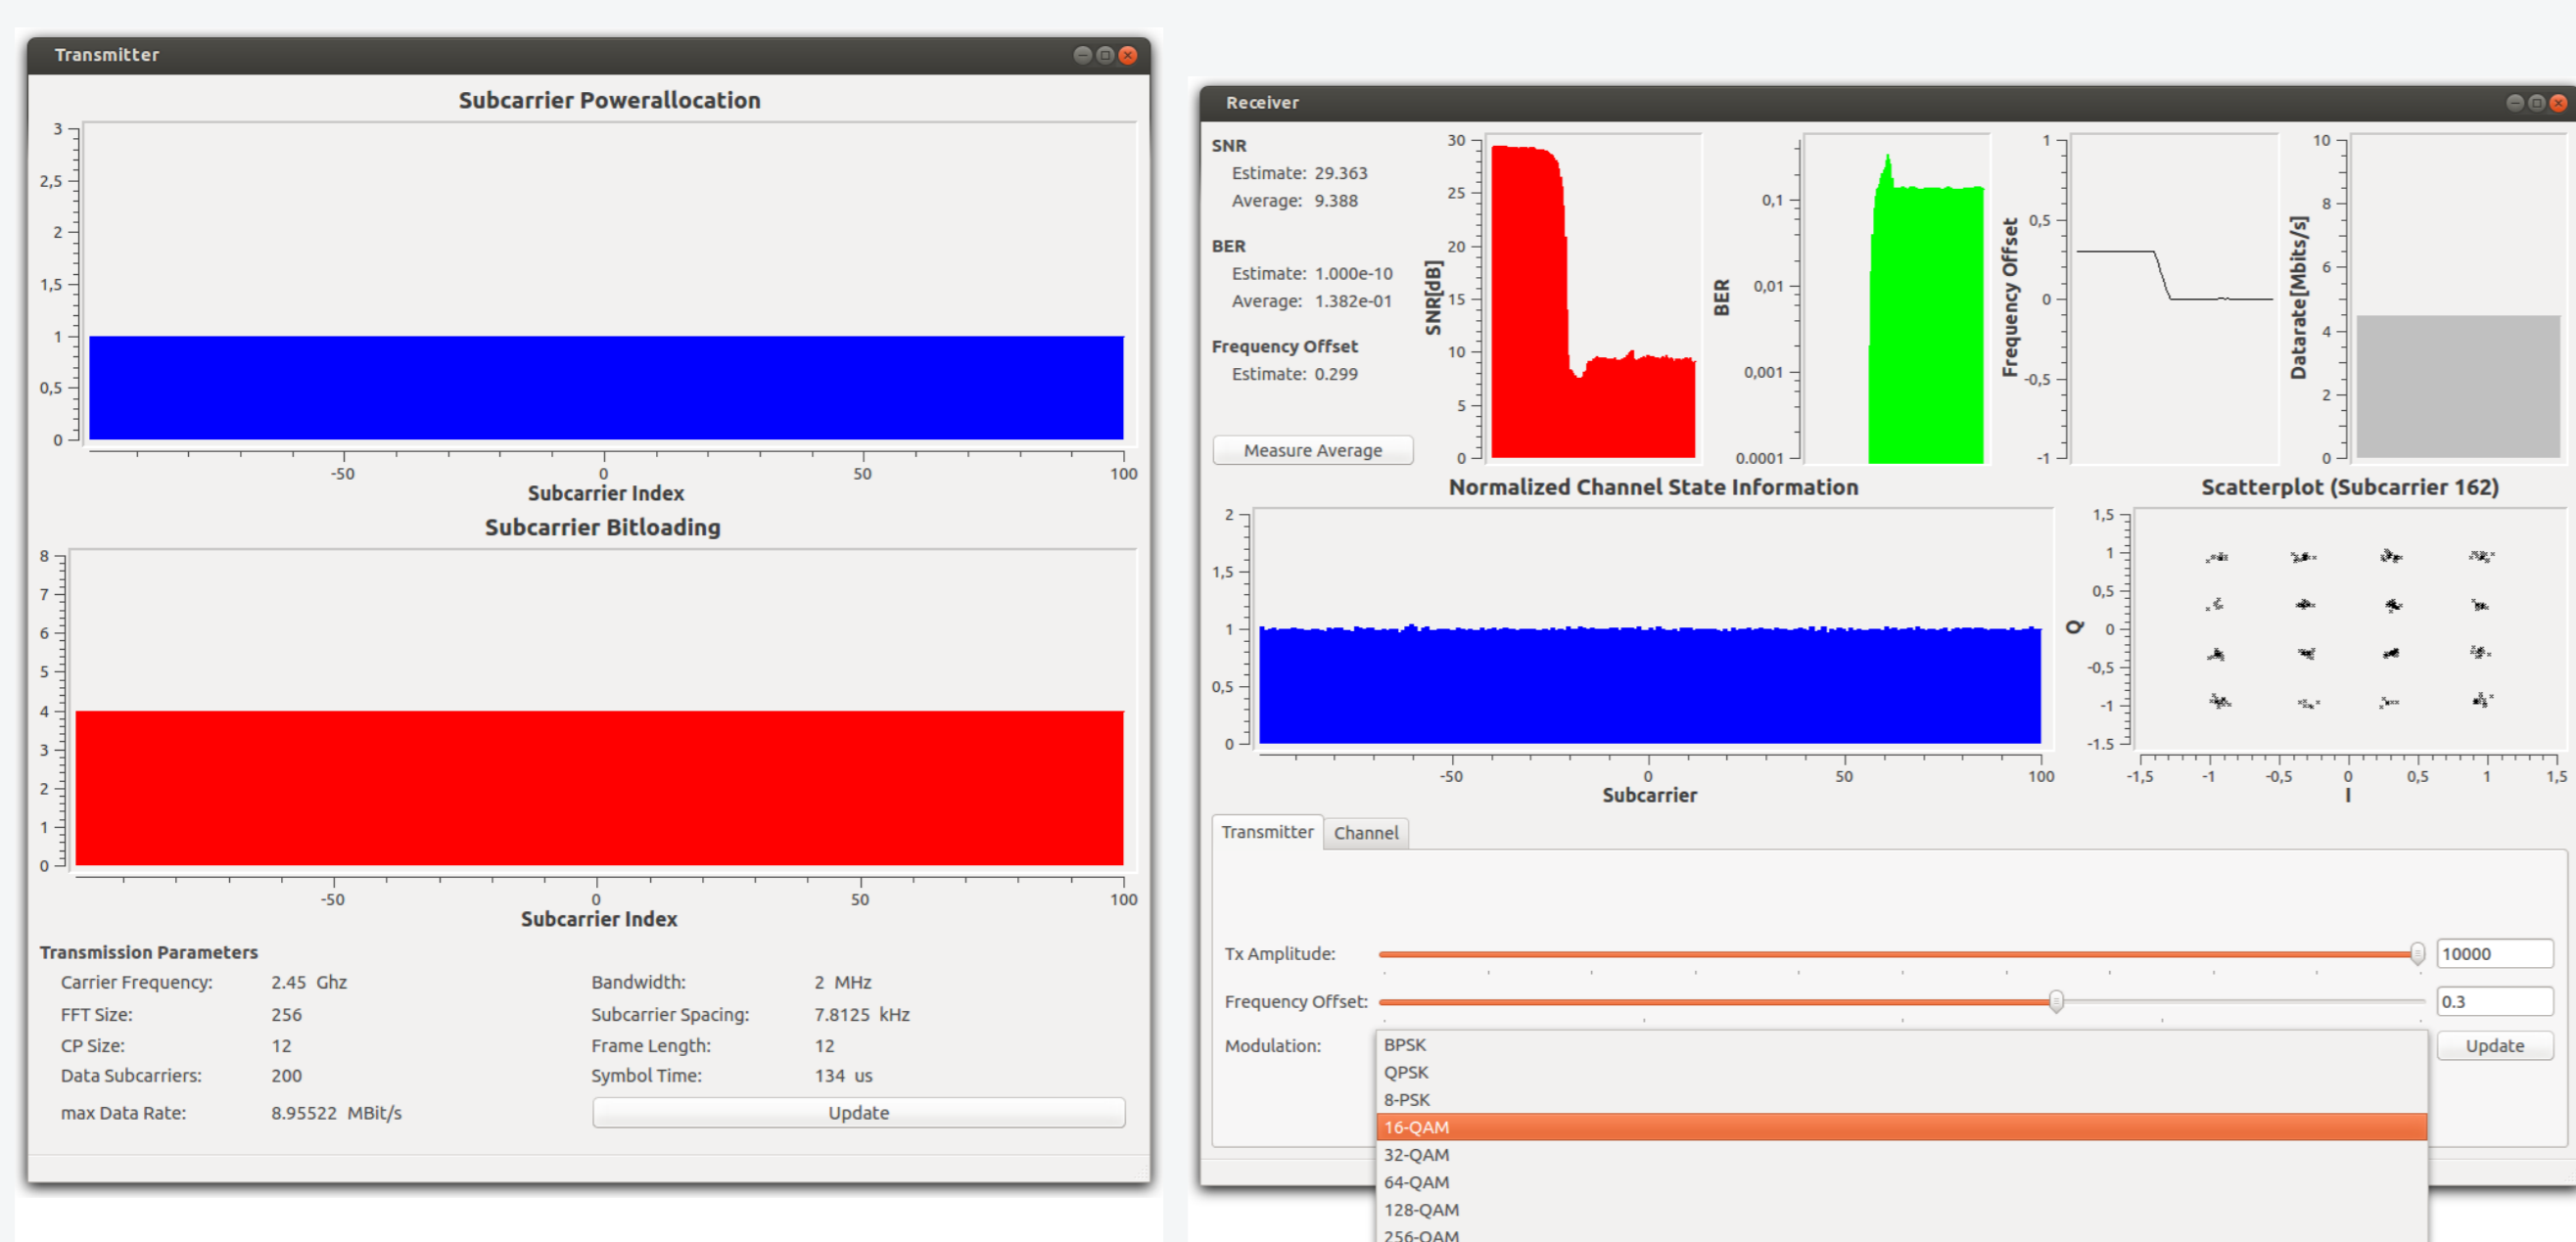 Transmitter
Subcarrier Powerallocation
3
2,5
2
1,5
1
0,5
0
-50 0 50 100
Subcarrier Index
Subcarrier Bitloading
8
7
6
5
4
3
2
1
0
-50 0 50 100
Subcarrier Index
Transmission Parameters
Carrier Frequency: 2.45 Ghz Bandwidth: 2 MHz
FFT Size: 256 Subcarrier Spacing: 7.8125 kHz
CP Size: 12 Frame Length: 12
Data Subcarriers: 200 Symbol Time: 134 us
max Data Rate: 8.95522 MBit/s Update
Receiver
SNR
Estimate: 29.363
Average: 9.388
BER
Estimate: 1.000e-10
Average: 1.382e-01
Frequency Offset
Estimate: 0.299
Measure Average
SNR[dB]
30
25
20
15
10
5
0
BER
0,1
0,01
0,001
0.0001
Frequency Offset
1
0,5
0
-0,5
-1
Datarate[Mbits/s]
10
8
6
4
2
0
Normalized Channel State Information
2
1,5
1
0,5
0
-50 0 50 100
Subcarrier
Scatterplot (Subcarrier 162)
Q
1,5
1
0,5
0
-0,5
-1
-1.5
-1,5 -1 -0,5 0 0,5 1 1,5
I
Transmitter Channel
Tx Amplitude: 10000
Frequency Offset: 0.3
Modulation: Update
BPSK
QPSK
8-PSK
16-QAM
32-QAM
64-QAM
128-QAM
256-QAM